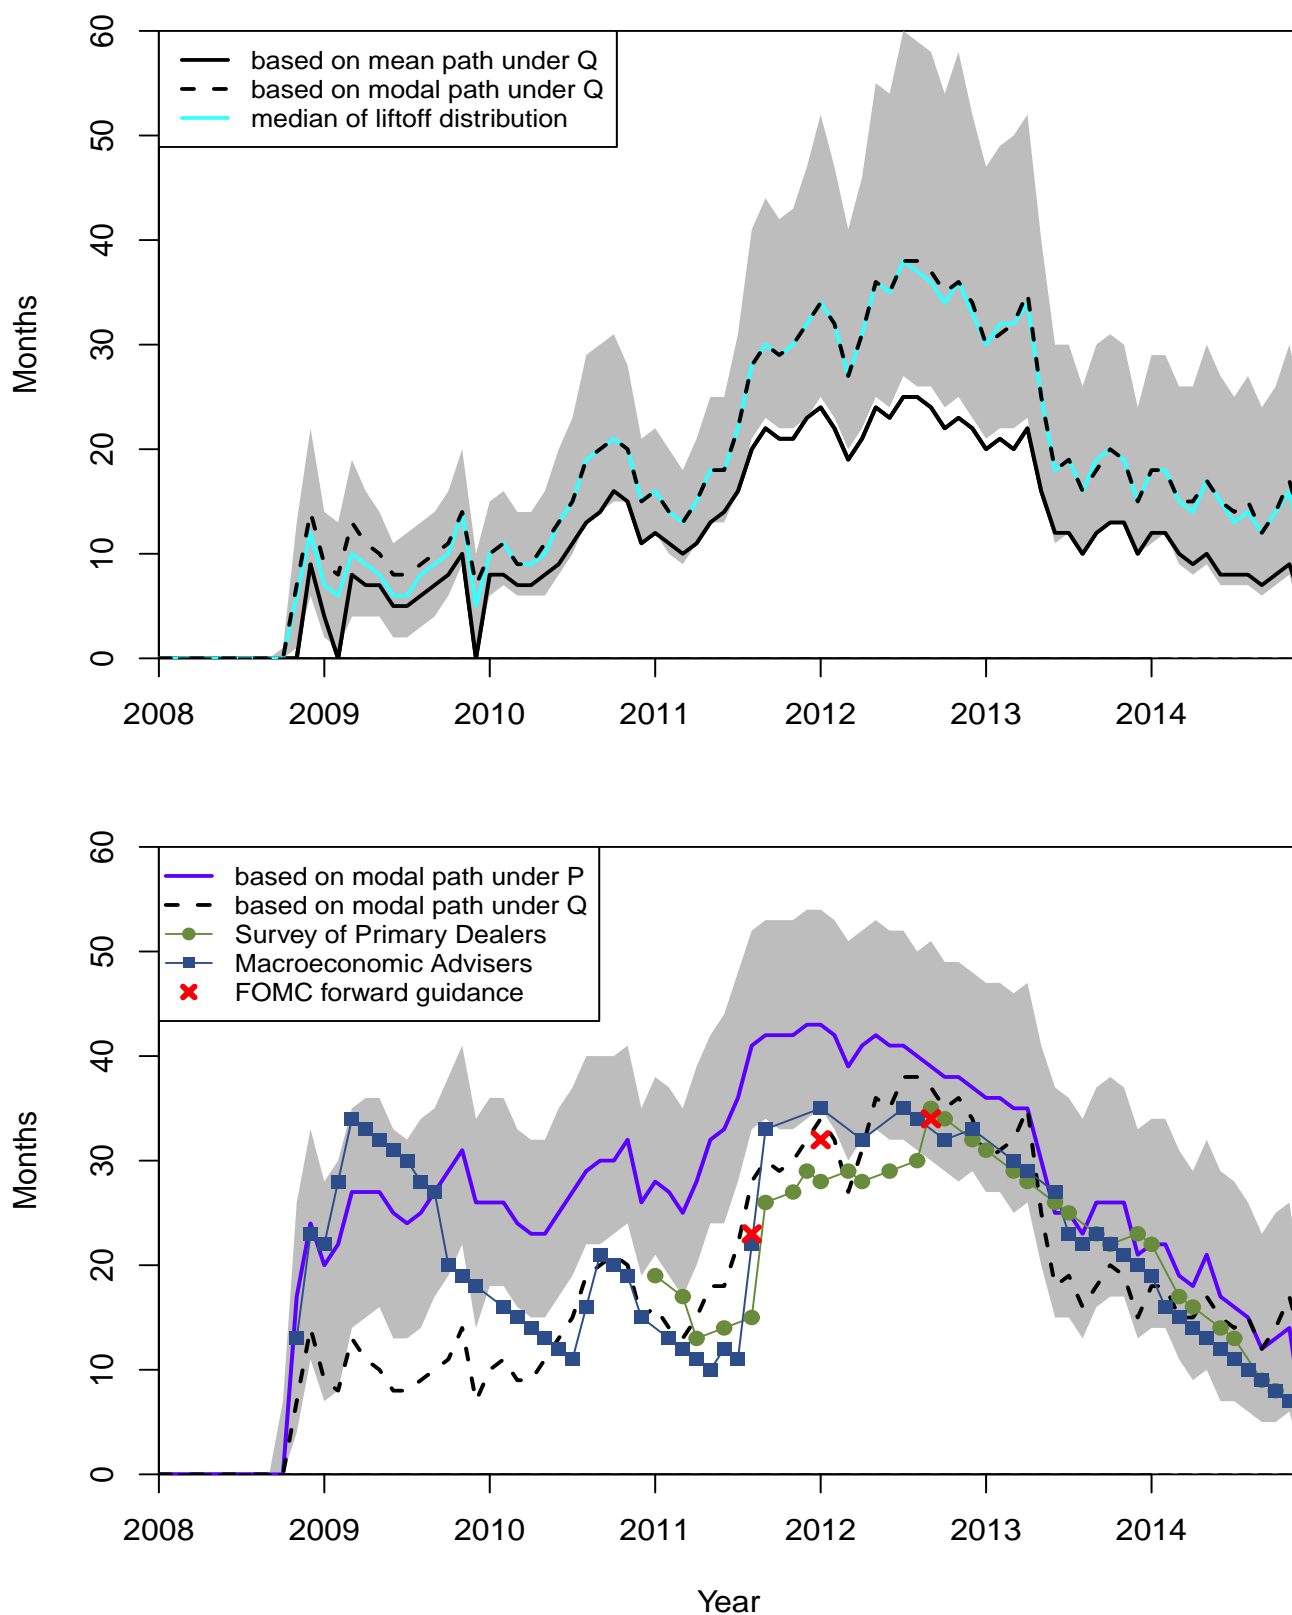 60
based on mean path under Q
based on modal path under Q
median of liftoff distribution
50
40
Months
30
20
10
0
2008 2009 2010 2011 2012 2013 2014
60
based on modal path under P
based on modal path under Q
Survey of Primary Dealers
Macroeconomic Advisers
FOMC forward guidance
50
40
Months
30
20
10
0
2008 2009 2010 2011 2012 2013 2014
Year